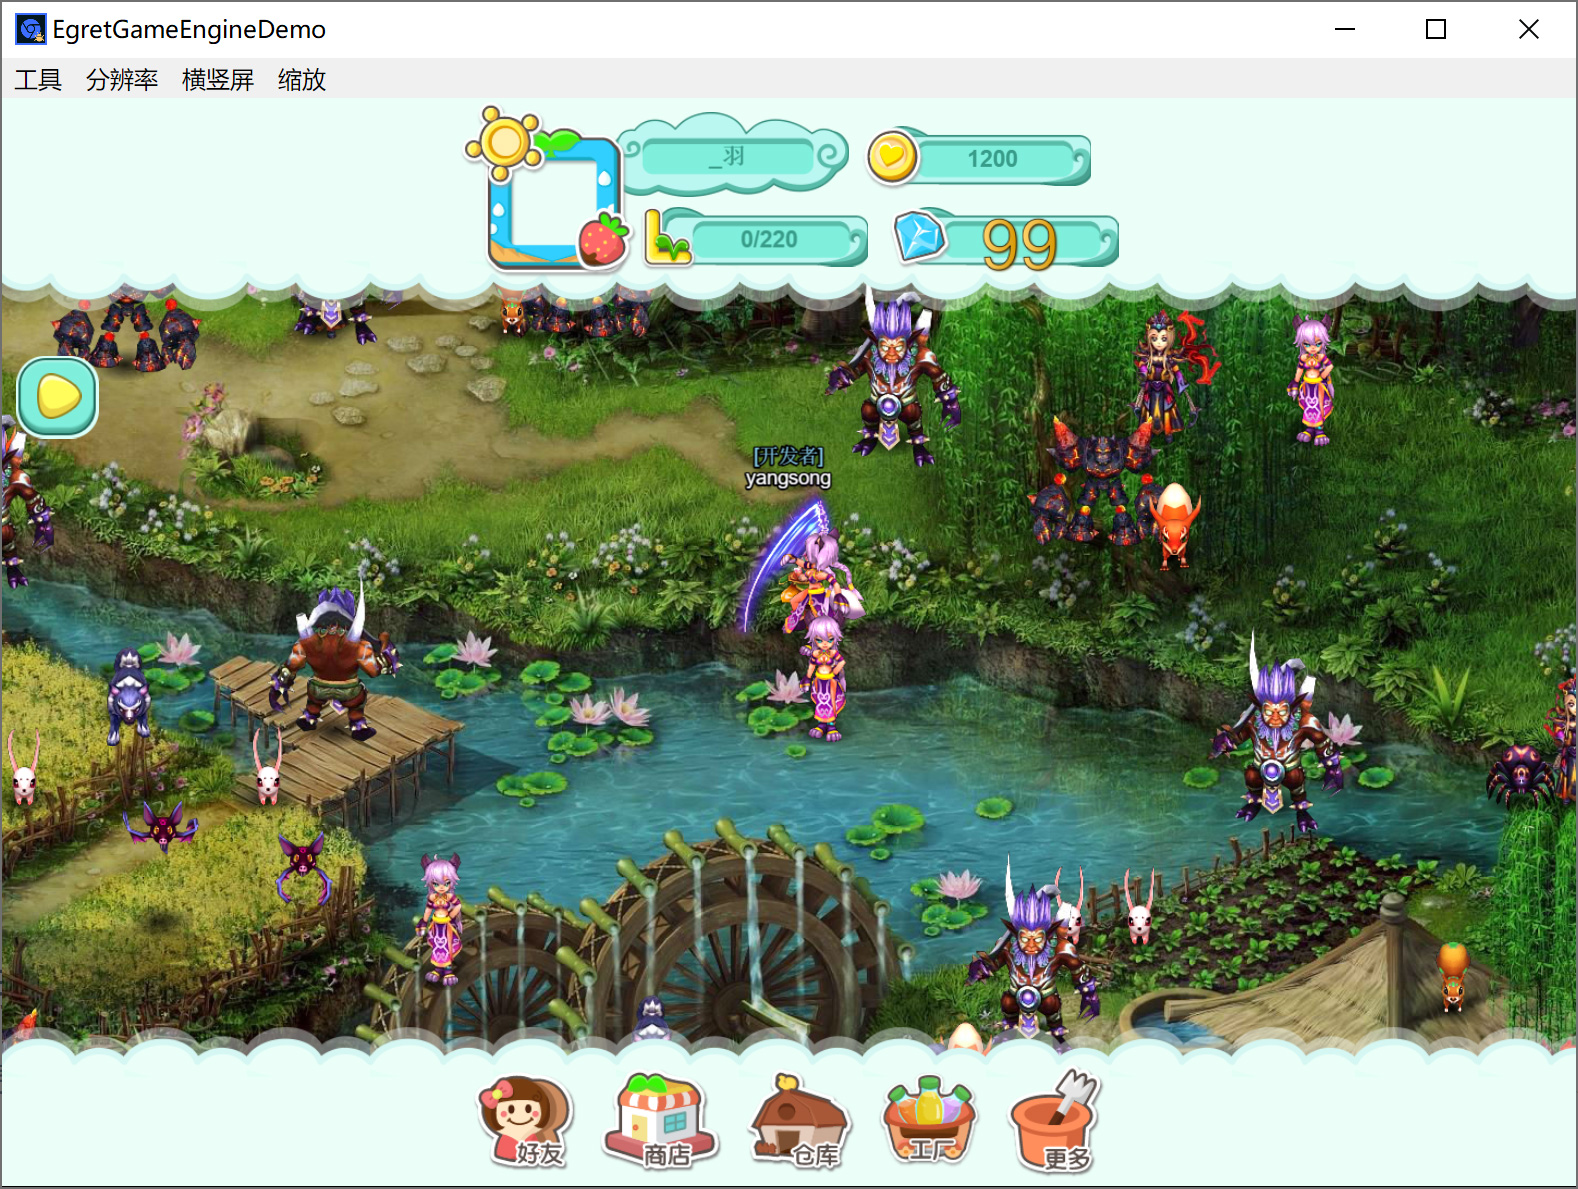 EgretGameEngineDemo
工具 分辨率 横竖屏 缩放
_羽
1200
0/220
99
[开发者]
yangsong
好友
商店
仓库
工厂
更多